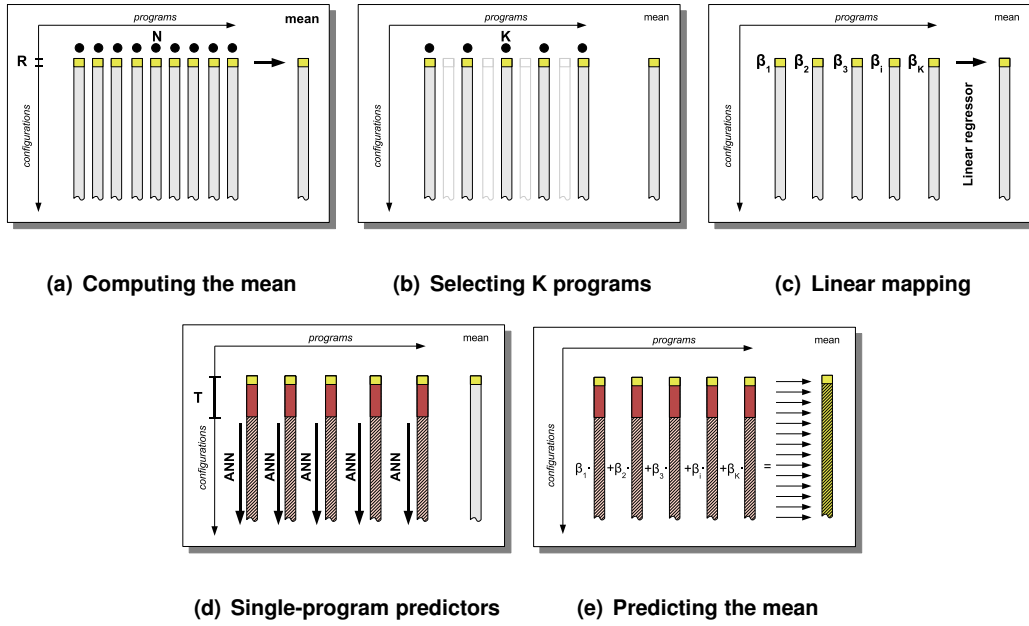 programs
mean
N
R
configurations
(a) Computing the mean
programs
mean
K
configurations
(b) Selecting K programs
programs
mean
β1 β2 β3 βi βK
configurations
Linear regressor
(c) Linear mapping
programs
mean
T
configurations
ANN ANN ANN ANN ANN
(d) Single-program predictors
programs
mean
configurations
β1· +β2· +β3· +βi· +βK· =
(e) Predicting the mean